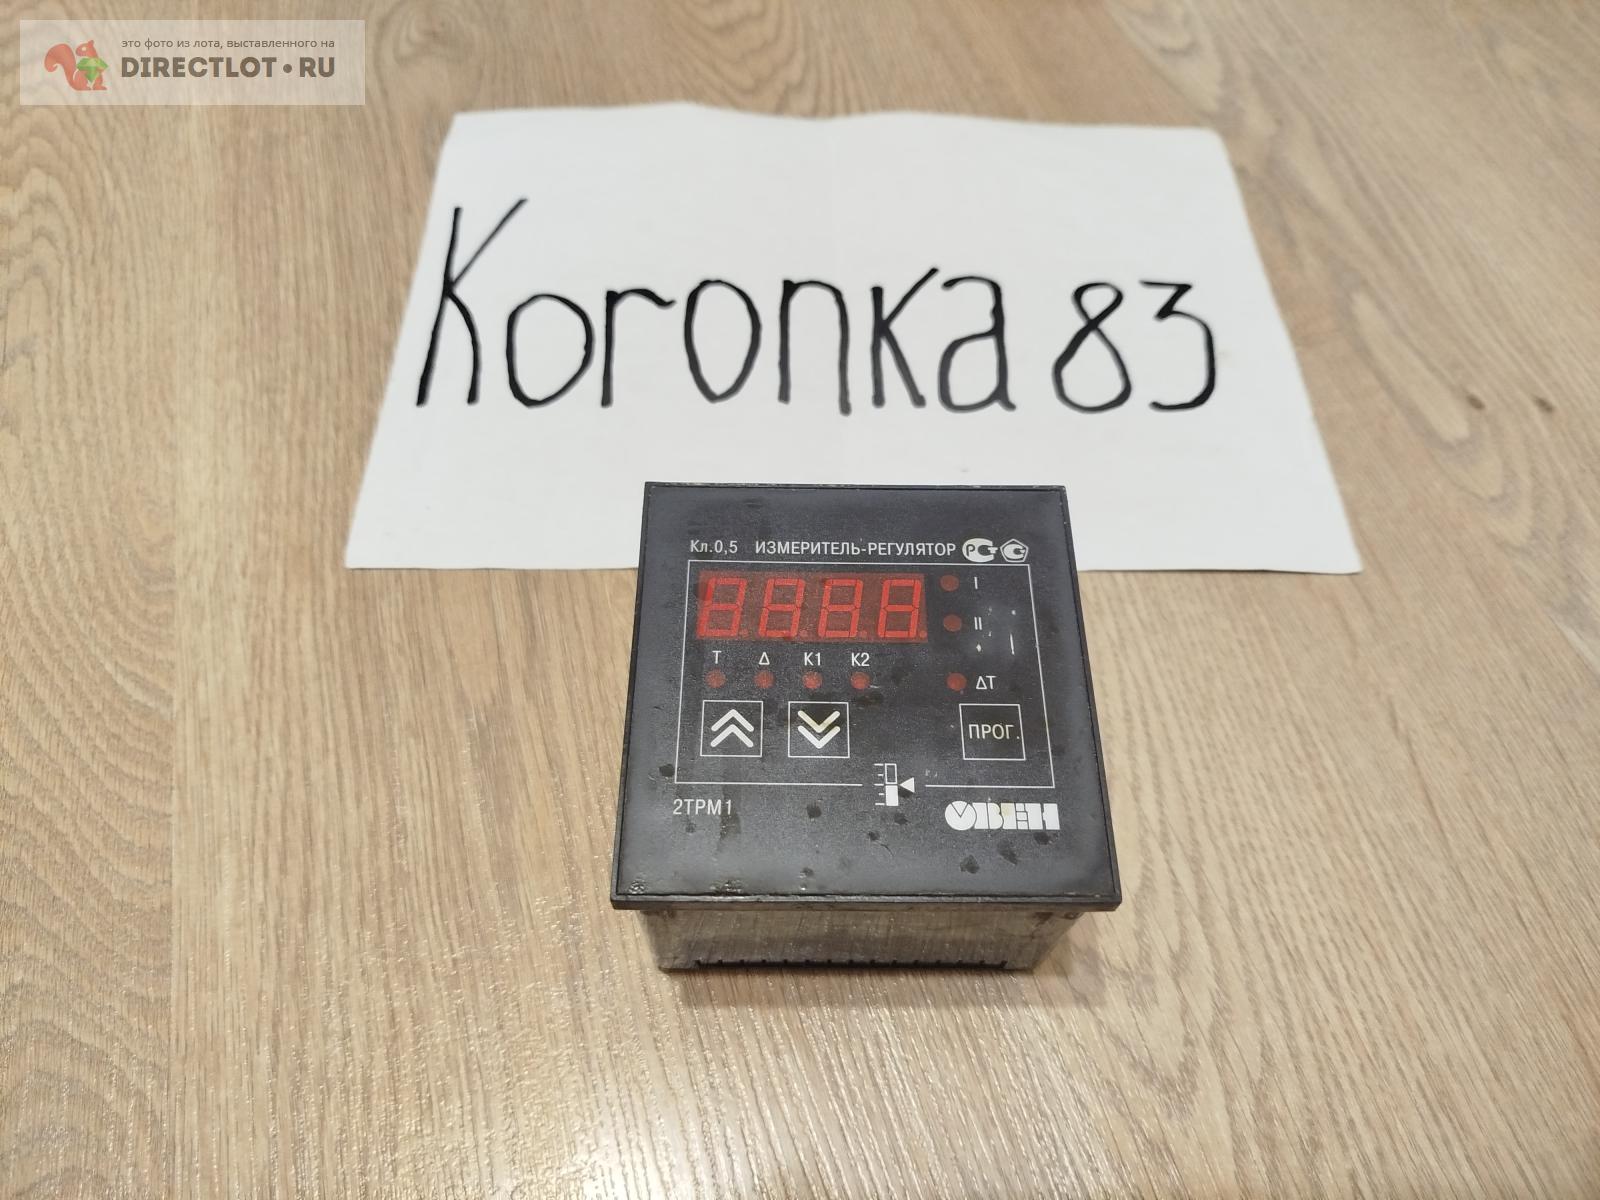 это фото из лота, выставленного на
DIRECTLOT•RU
Koronka 83
Кл.0,5 ИЗМЕРИТЕЛЬ-РЕГУЛЯТОР
I
II
T Δ K1 K2
ΔT
ПРОГ.
2ТРМ1
ОВЕН